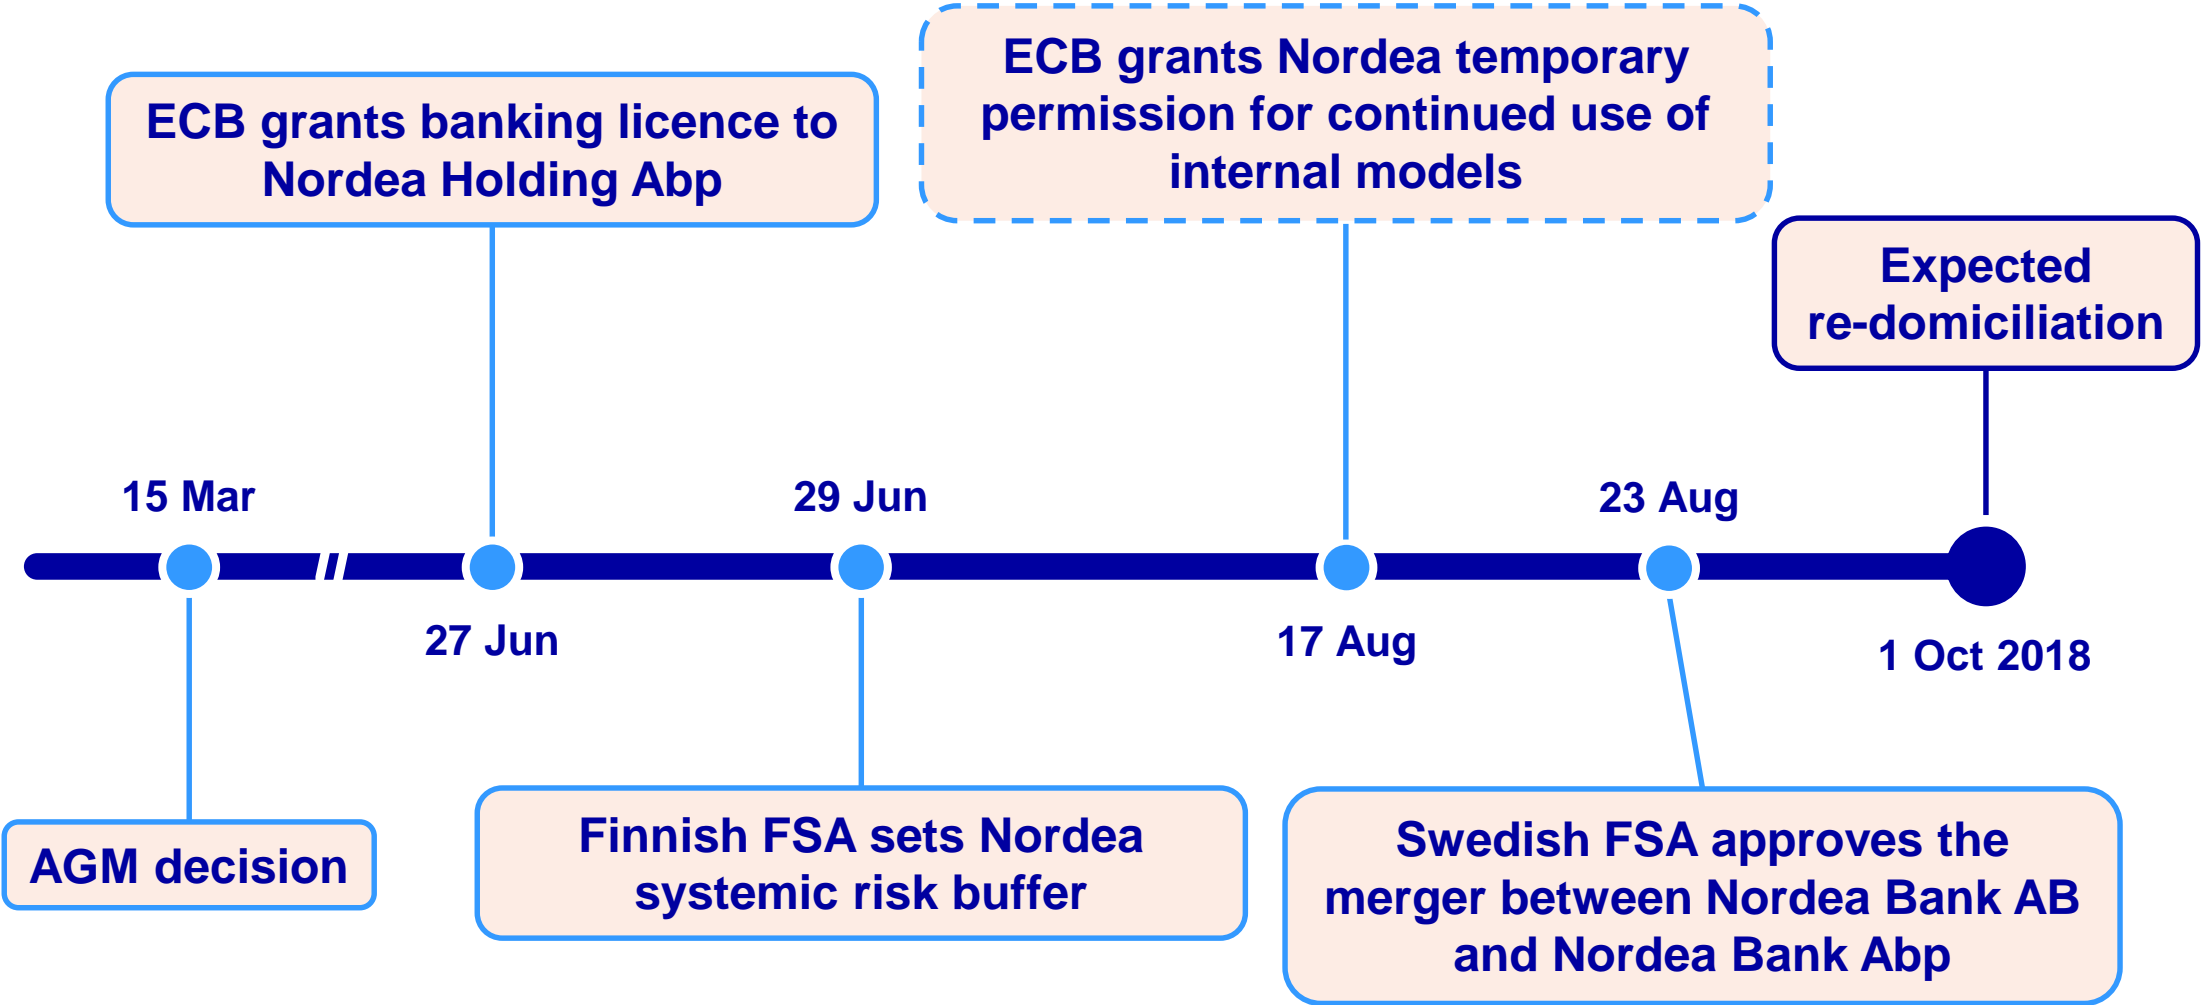 ECB grants banking licence to
Nordea Holding Abp
ECB grants Nordea temporary
permission for continued use of
internal models
Expected
re-domiciliation
15 Mar
29 Jun
23 Aug
27 Jun
17 Aug
1 Oct 2018
AGM decision
Finnish FSA sets Nordea
systemic risk buffer
Swedish FSA approves the
merger between Nordea Bank AB
and Nordea Bank Abp